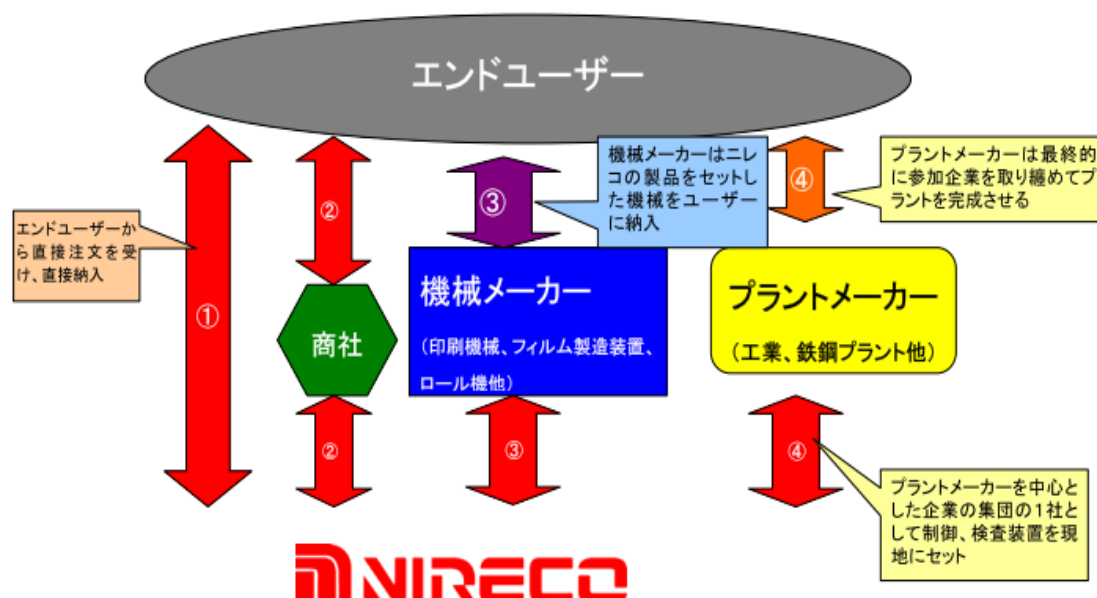 エンドユーザー
機械メーカーはニレ
コの製品をセットし
た機械をユーザー
に納入
④
プラントメーカーは最終的
に参加企業を取り纏めてプ
ラントを完成させる
②
③
エンドユーザーか
ら直接注文を受
け、直接納入
①
商社
機械メーカー
(印刷機械、フィルム製造装置、
ロール機他)
プラントメーカー
(工業、鉄鋼プラント他)
②
③
④
プラントメーカーを中心と
した企業の集団の1社と
して制御、検査装置を現
地にセット
NIRECO